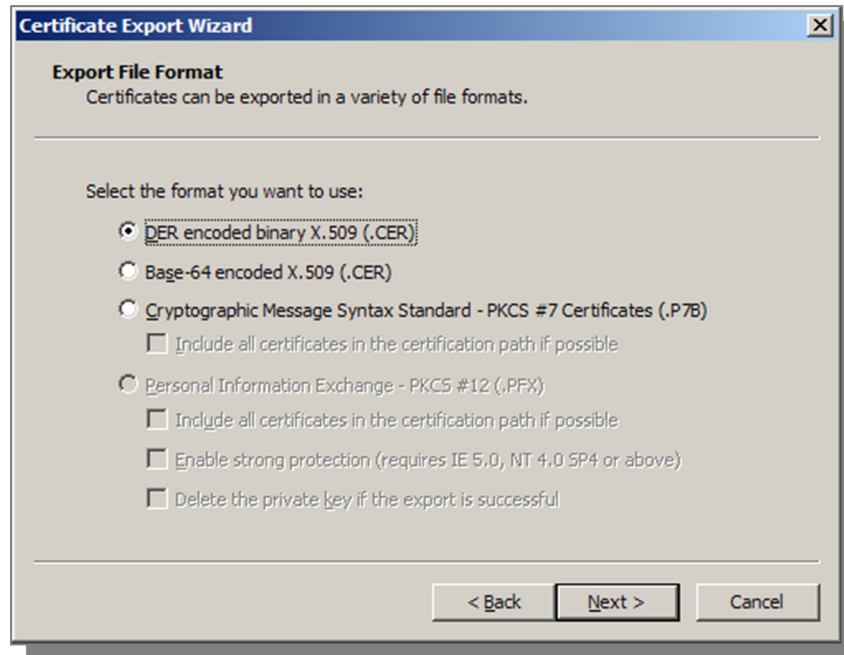 Certificate Export Wizard
Export File Format
Certificates can be exported in a variety of file formats.
Select the format you want to use:
DER encoded binary X.509 (.CER)
Base-64 encoded X.509 (.CER)
Cryptographic Message Syntax Standard - PKCS #7 Certificates (.P7B)
Include all certificates in the certification path if possible
Personal Information Exchange - PKCS #12 (.PFX)
Include all certificates in the certification path if possible
Enable strong protection (requires IE 5.0, NT 4.0 SP4 or above)
Delete the private key if the export is successful
< Back Next > Cancel